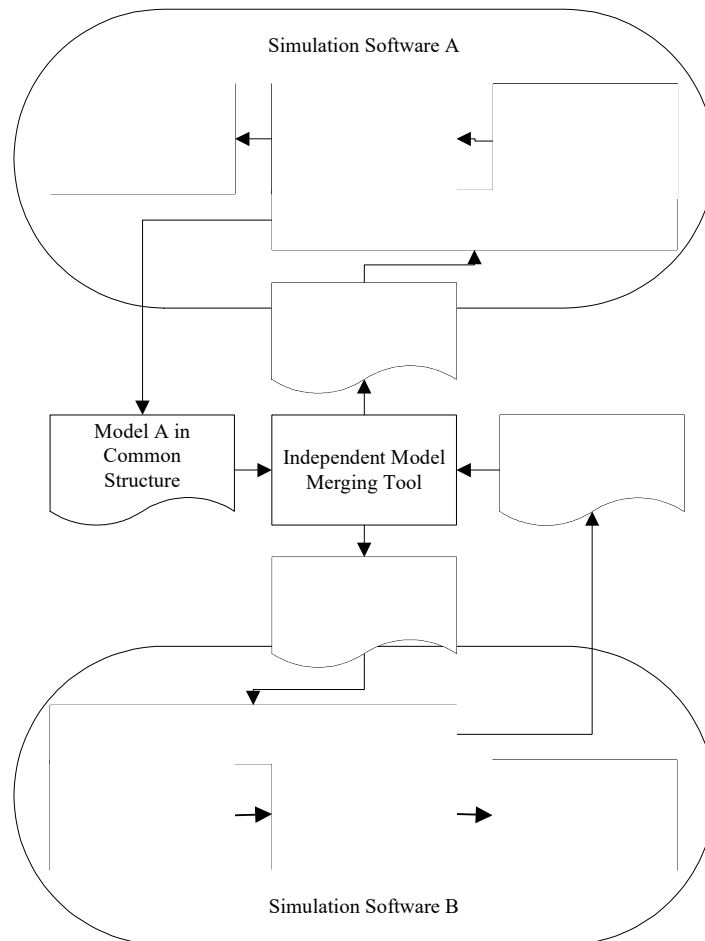 Simulation Software A
Model A in
Common
Structure
Independent Model
Merging Tool
Simulation Software B